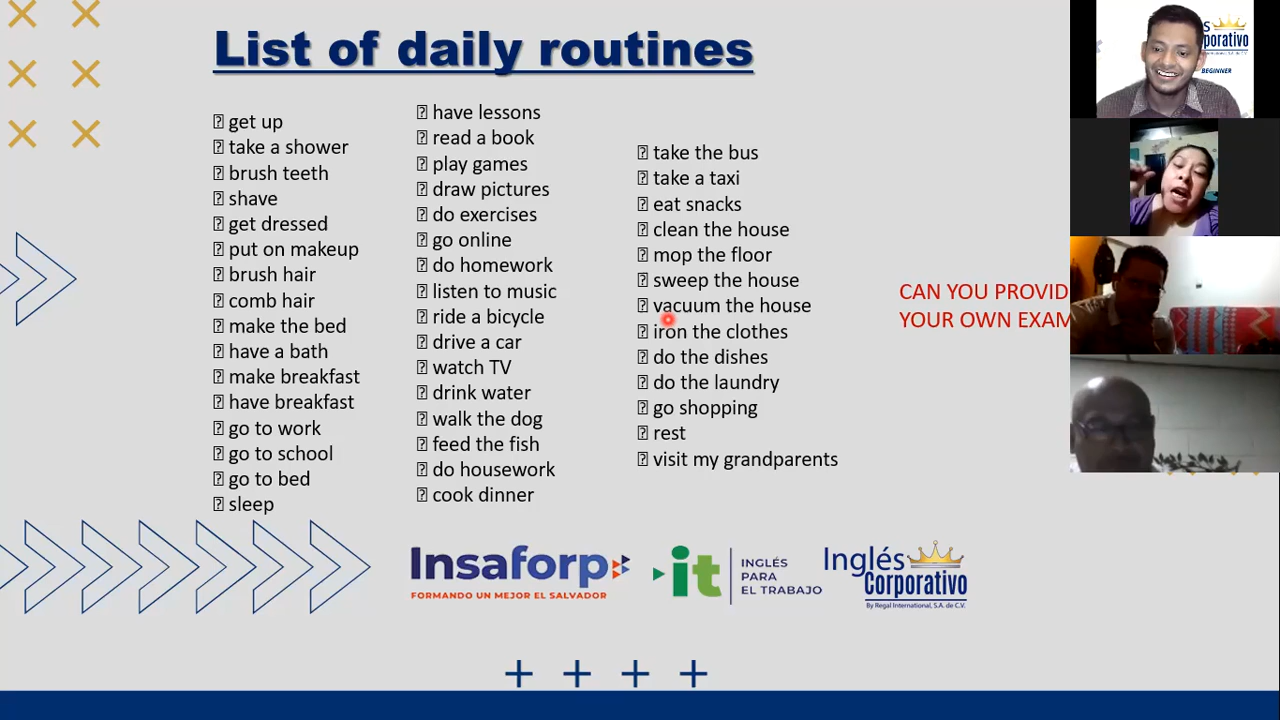 List of daily routines
get up
take a shower
brush teeth
shave
get dressed
put on makeup
brush hair
comb hair
make the bed
have a bath
make breakfast
have breakfast
go to work
go to school
go to bed
sleep
have lessons
read a book
play games
draw pictures
do exercises
go online
do homework
listen to music
ride a bicycle
drive a car
watch TV
drink water
walk the dog
feed the fish
do housework
cook dinner
take the bus
take a taxi
eat snacks
clean the house
mop the floor
sweep the house
vacuum the house
iron the clothes
do the dishes
do the laundry
go shopping
rest
visit my grandparents
CAN YOU PROVID
YOUR OWN EXAM
Insaforp
FORMANDO UN MEJOR EL SALVADOR
it
INGLÉS
PARA
EL TRABAJO
Inglés
Corporativo
By Regal International, S.A. de C.V.
s
porativo
BEGINNER